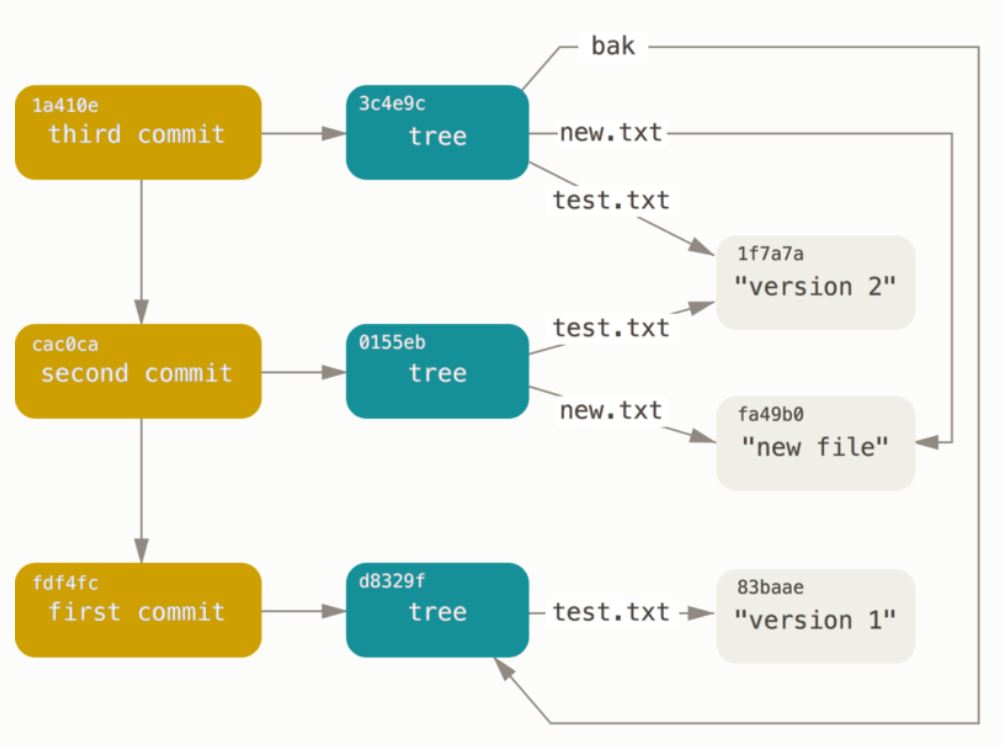 bak
1a410e
third commit
3c4e9c
tree
new.txt
test.txt
1f7a7a
"version 2"
cac0ca
second commit
0155eb
tree
test.txt
new.txt
fa49b0
"new file"
fdf4fc
first commit
d8329f
tree
test.txt
83baae
"version 1"